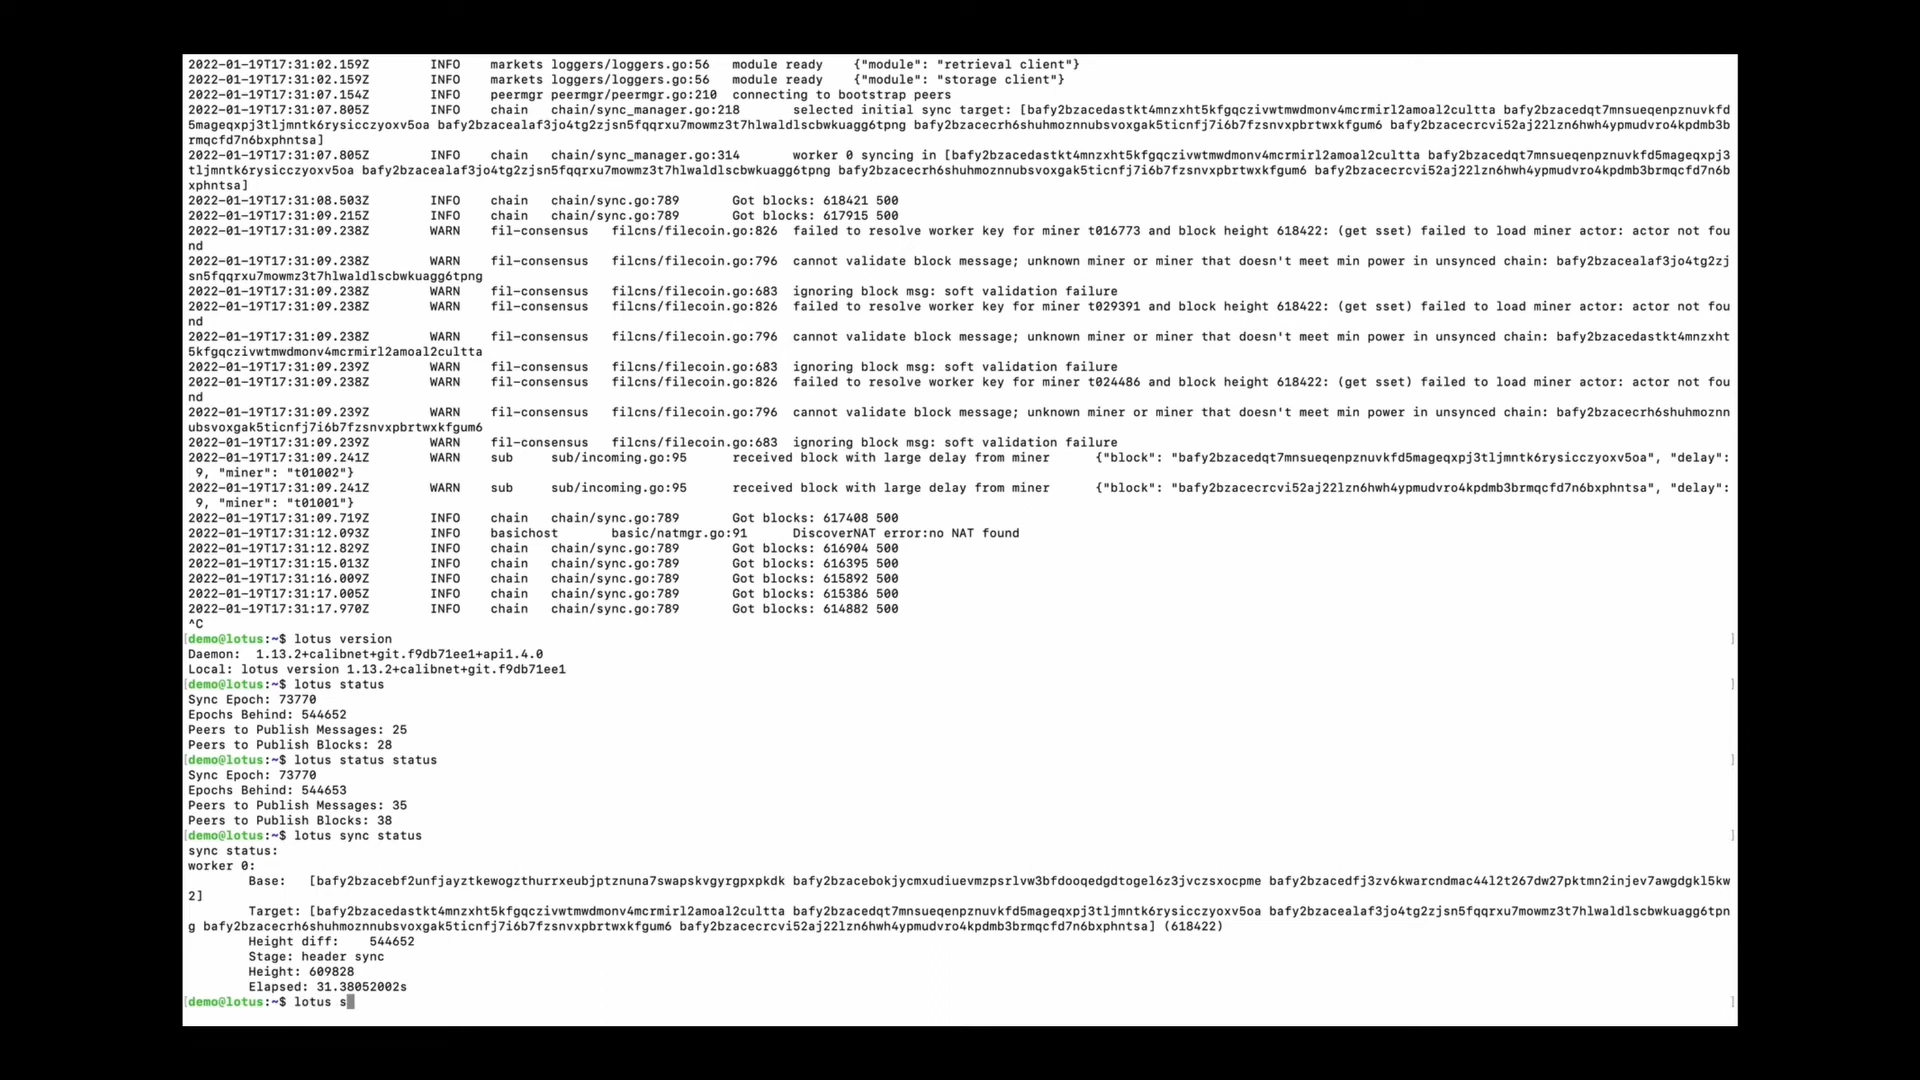 2022-01-19T17:31:02.159Z INFO markets loggers/loggers.go:56 module ready {"module": "retrieval client"}
2022-01-19T17:31:02.159Z INFO markets loggers/loggers.go:56 module ready {"module": "storage client"}
2022-01-19T17:31:07.154Z INFO peermgr peermgr/peermgr.go:210 connecting to bootstrap peers
2022-01-19T17:31:07.805Z INFO chain chain/sync_manager.go:218 selected initial sync target: [bafy2bzacedastkt4mnzxht5kfgqczivwtmwdmonv4mcrmirl2amoal2cultta bafy2bzacedqt7mnsueqenpznuvkfd
5mageqxpj3tljmntk6rysicczyoxv5oa bafy2bzacealaf3jo4tg2zjsn5fqqrxu7mowmz3t7hlwaldlscbwkuagg6tpng bafy2bzacecrh6shuhmoznnubsvoxgak5ticnfj7i6b7fzsnvxpbrtwxkfgum6 bafy2bzacecrcvi52aj22lzn6hwh4ypmudvro4kpdmb3b
rmqcfd7n6bxphntsa]
2022-01-19T17:31:07.805Z INFO chain chain/sync_manager.go:314 worker 0 syncing in [bafy2bzacedastkt4mnzxht5kfgqczivwtmwdmonv4mcrmirl2amoal2cultta bafy2bzacedqt7mnsueqenpznuvkfd5mageqxpj3
tljmntk6rysicczyoxv5oa bafy2bzacealaf3jo4tg2zjsn5fqqrxu7mowmz3t7hlwaldlscbwkuagg6tpng bafy2bzacecrh6shuhmoznnubsvoxgak5ticnfj7i6b7fzsnvxpbrtwxkfgum6 bafy2bzacecrcvi52aj22lzn6hwh4ypmudvro4kpdmb3brmqcfd7n6b
xphntsa]
2022-01-19T17:31:08.503Z INFO chain chain/sync.go:789 Got blocks: 618421 500
2022-01-19T17:31:09.215Z INFO chain chain/sync.go:789 Got blocks: 617915 500
2022-01-19T17:31:09.238Z WARN fil-consensus filcns/filecoin.go:826 failed to resolve worker key for miner t016773 and block height 618422: (get sset) failed to load miner actor: actor not fou
nd
2022-01-19T17:31:09.238Z WARN fil-consensus filcns/filecoin.go:796 cannot validate block message; unknown miner or miner that doesn't meet min power in unsynced chain: bafy2bzacealaf3jo4tg2zj
sn5fqqrxu7mowmz3t7hlwaldlscbwkuagg6tpng
2022-01-19T17:31:09.238Z WARN fil-consensus filcns/filecoin.go:683 ignoring block msg: soft validation failure
2022-01-19T17:31:09.238Z WARN fil-consensus filcns/filecoin.go:826 failed to resolve worker key for miner t029391 and block height 618422: (get sset) failed to load miner actor: actor not fou
nd
2022-01-19T17:31:09.238Z WARN fil-consensus filcns/filecoin.go:796 cannot validate block message; unknown miner or miner that doesn't meet min power in unsynced chain: bafy2bzacedastkt4mnzxht
5kfgqczivwtmwdmonv4mcrmirl2amoal2cultta
2022-01-19T17:31:09.239Z WARN fil-consensus filcns/filecoin.go:683 ignoring block msg: soft validation failure
2022-01-19T17:31:09.238Z WARN fil-consensus filcns/filecoin.go:826 failed to resolve worker key for miner t024486 and block height 618422: (get sset) failed to load miner actor: actor not fou
nd
2022-01-19T17:31:09.239Z WARN fil-consensus filcns/filecoin.go:796 cannot validate block message; unknown miner or miner that doesn't meet min power in unsynced chain: bafy2bzacecrh6shuhmoznn
ubsvoxgak5ticnfj7i6b7fzsnvxpbrtwxkfgum6
2022-01-19T17:31:09.239Z WARN fil-consensus filcns/filecoin.go:683 ignoring block msg: soft validation failure
2022-01-19T17:31:09.241Z WARN sub sub/incoming.go:95 received block with large delay from miner {"block": "bafy2bzacedqt7mnsueqenpznuvkfd5mageqxpj3tljmntk6rysicczyoxv5oa", "delay":
9, "miner": "t01002"}
2022-01-19T17:31:09.241Z WARN sub sub/incoming.go:95 received block with large delay from miner {"block": "bafy2bzacecrcvi52aj22lzn6hwh4ypmudvro4kpdmb3brmqcfd7n6bxphntsa", "delay":
9, "miner": "t01001"}
2022-01-19T17:31:09.719Z INFO chain chain/sync.go:789 Got blocks: 617408 500
2022-01-19T17:31:12.093Z INFO basichost basic/natmgr.go:91 DiscoverNAT error:no NAT found
2022-01-19T17:31:12.829Z INFO chain chain/sync.go:789 Got blocks: 616904 500
2022-01-19T17:31:15.013Z INFO chain chain/sync.go:789 Got blocks: 616395 500
2022-01-19T17:31:16.009Z INFO chain chain/sync.go:789 Got blocks: 615892 500
2022-01-19T17:31:17.005Z INFO chain chain/sync.go:789 Got blocks: 615386 500
2022-01-19T17:31:17.970Z INFO chain chain/sync.go:789 Got blocks: 614882 500
^C
[demo@lotus:~$ lotus version ]
Daemon: 1.13.2+calibnet+git.f9db71ee1+api1.4.0
Local: lotus version 1.13.2+calibnet+git.f9db71ee1
[demo@lotus:~$ lotus status ]
Sync Epoch: 73770
Epochs Behind: 544652
Peers to Publish Messages: 25
Peers to Publish Blocks: 28
[demo@lotus:~$ lotus status status ]
Sync Epoch: 73770
Epochs Behind: 544653
Peers to Publish Messages: 35
Peers to Publish Blocks: 38
[demo@lotus:~$ lotus sync status ]
sync status:
worker 0:
Base: [bafy2bzacebf2unfjayztkewogzthurrxeubjptznuna7swapskvgyrgpxpkdk bafy2bzacebokjycmxudiuevmzpsrlvw3bfdooqedgdtogel6z3jvczsxocpme bafy2bzacedfj3zv6kwarcndmac44l2t267dw27pktmn2injev7awgdgkl5kw
2]
Target: [bafy2bzacedastkt4mnzxht5kfgqczivwtmwdmonv4mcrmirl2amoal2cultta bafy2bzacedqt7mnsueqenpznuvkfd5mageqxpj3tljmntk6rysicczyoxv5oa bafy2bzacealaf3jo4tg2zjsn5fqqrxu7mowmz3t7hlwaldlscbwkuagg6tpn
g bafy2bzacecrh6shuhmoznnubsvoxgak5ticnfj7i6b7fzsnvxpbrtwxkfgum6 bafy2bzacecrcvi52aj22lzn6hwh4ypmudvro4kpdmb3brmqcfd7n6bxphntsa] (618422)
Height diff: 544652
Stage: header sync
Height: 609828
Elapsed: 31.38052002s
[demo@lotus:~$ lotus s ]